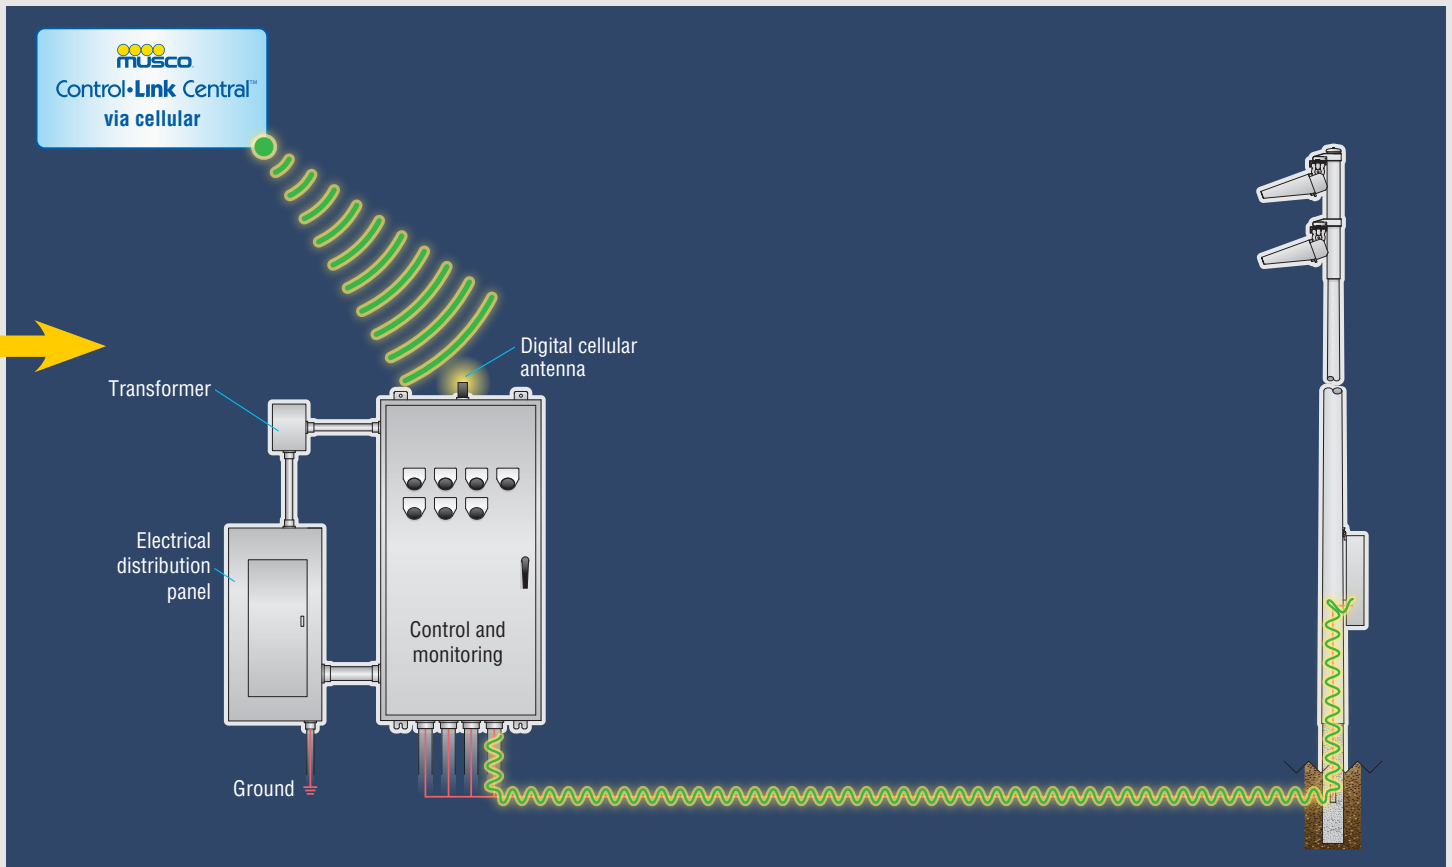 musco
Control•Link Central™
via cellular
Digital cellular
antenna
Transformer
Electrical
distribution
panel
Control and
monitoring
Ground